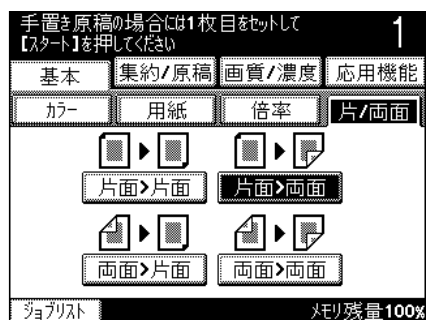 手置き原稿の場合には1枚目をセットして
【スタート】を押してください
1
基本
集約/原稿
画質/濃度
応用機能
カラー
用紙
倍率
片/両面
片面>片面
片面>両面
両面>片面
両面>両面
ジョブリスト
メモリ残量100%